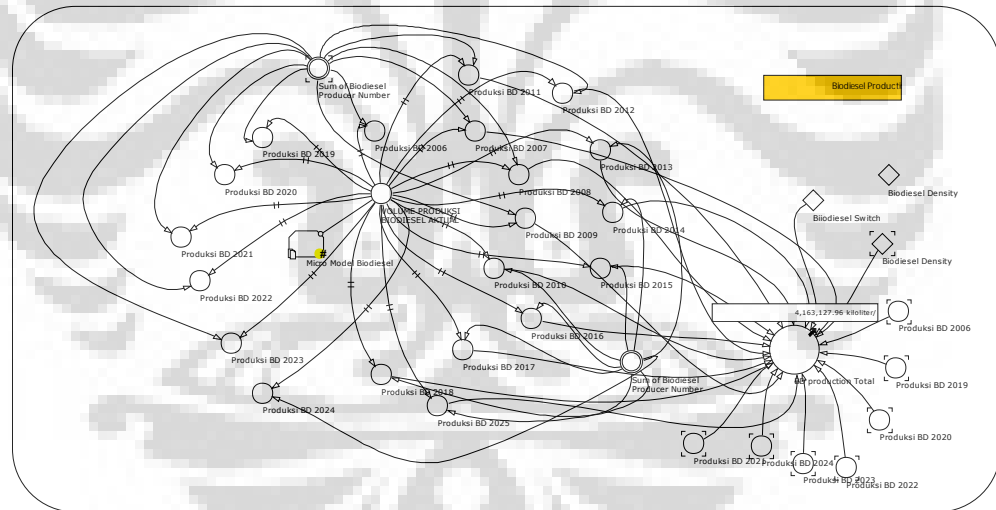 Sum of Biodiesel
Producer Number
Produksi BD 2011
Produksi BD 2012
Biodiesel Producti
Produksi BD 2019
Produksi BD 2006
Produksi BD 2007
Produksi BD 2013
Produksi BD 2020
Produksi BD 2008
Biodiesel Density
VOLUME PRODUKSI
BIODIESEL AKTUAL
Biodiesel Switch
Produksi BD 2009
Produksi BD 2014
Produksi BD 2021
Micro Model Biodiesel
#
Biodiesel Density
Produksi BD 2022
Produksi BD 2010
Produksi BD 2015
4,163,127.96 kiloliter/
Produksi BD 2006
Produksi BD 2016
Produksi BD 2023
Produksi BD 2017
production Total
Sum of Biodiesel
Producer Number
Produksi BD 2019
Produksi BD 2018
Produksi BD 2024
Produksi BD 2025
Produksi BD 2020
Produksi BD 2021
Produksi BD 2024
Produksi BD 2023
Produksi BD 2022